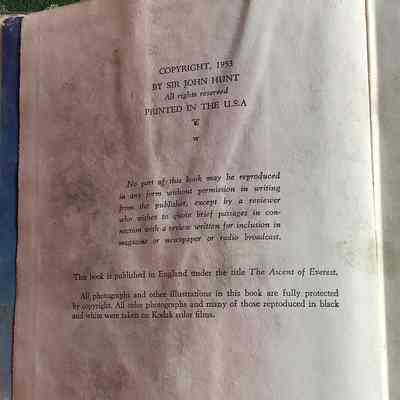 COPYRIGHT, 1953
BY SIR JOHN HUNT
All rights reserved
PRINTED IN THE U.S.A
W
No part of this book may be reproduced
in any form without permission in writing
from the publisher, except by a reviewer
who wishes to quote brief passages in con-
nection with a review written for inclusion in
magazine or newspaper or radio broadcast.
This book is published in England under the title The Ascent of Everest.
All photographs and other illustrations in this book are fully protected
by copyright. All color photographs and many of those reproduced in black
and white were taken on Kodak color films.